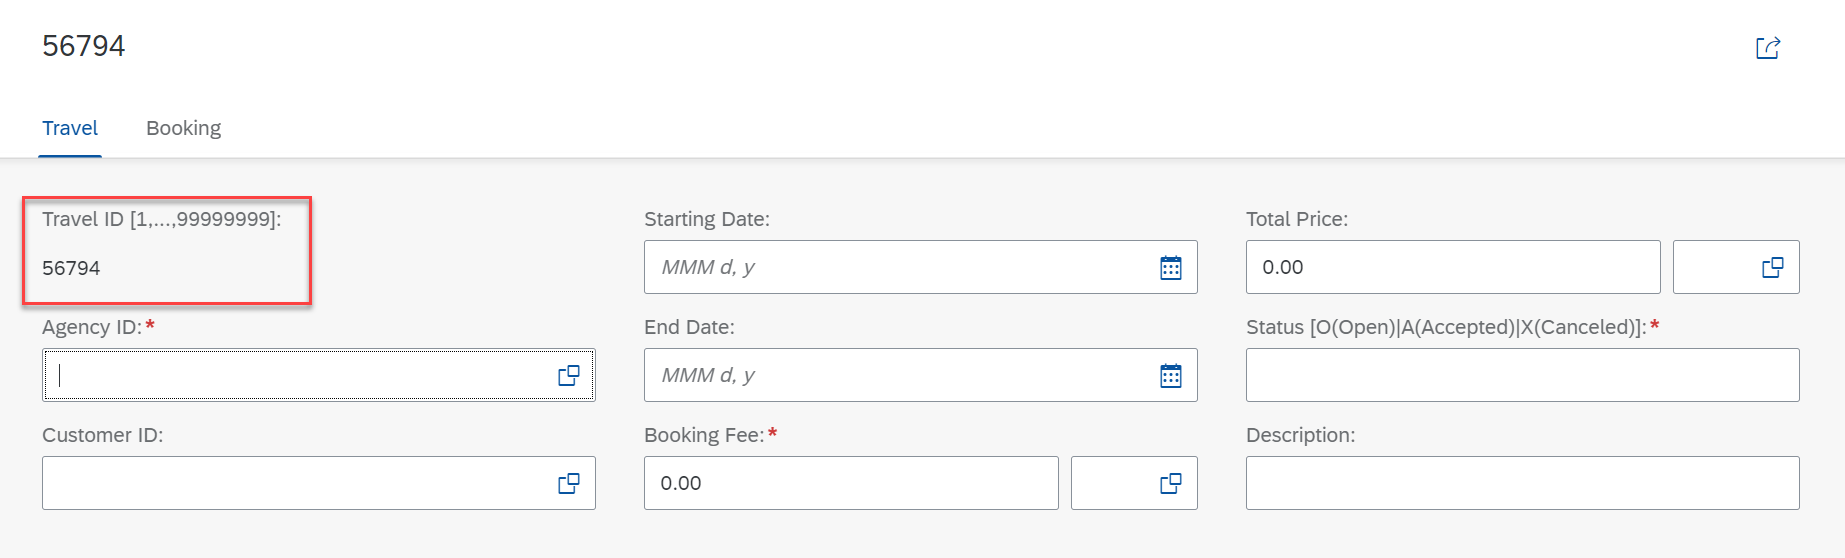 56794
Travel Booking
Travel ID [1,...,99999999]:
56794
Starting Date:
MMM d, y
Total Price:
0.00
Agency ID:*
End Date:
MMM d, y
Status [O(Open)|A(Accepted)|X(Canceled)]:*
Customer ID:
Booking Fee:*
0.00
Description: